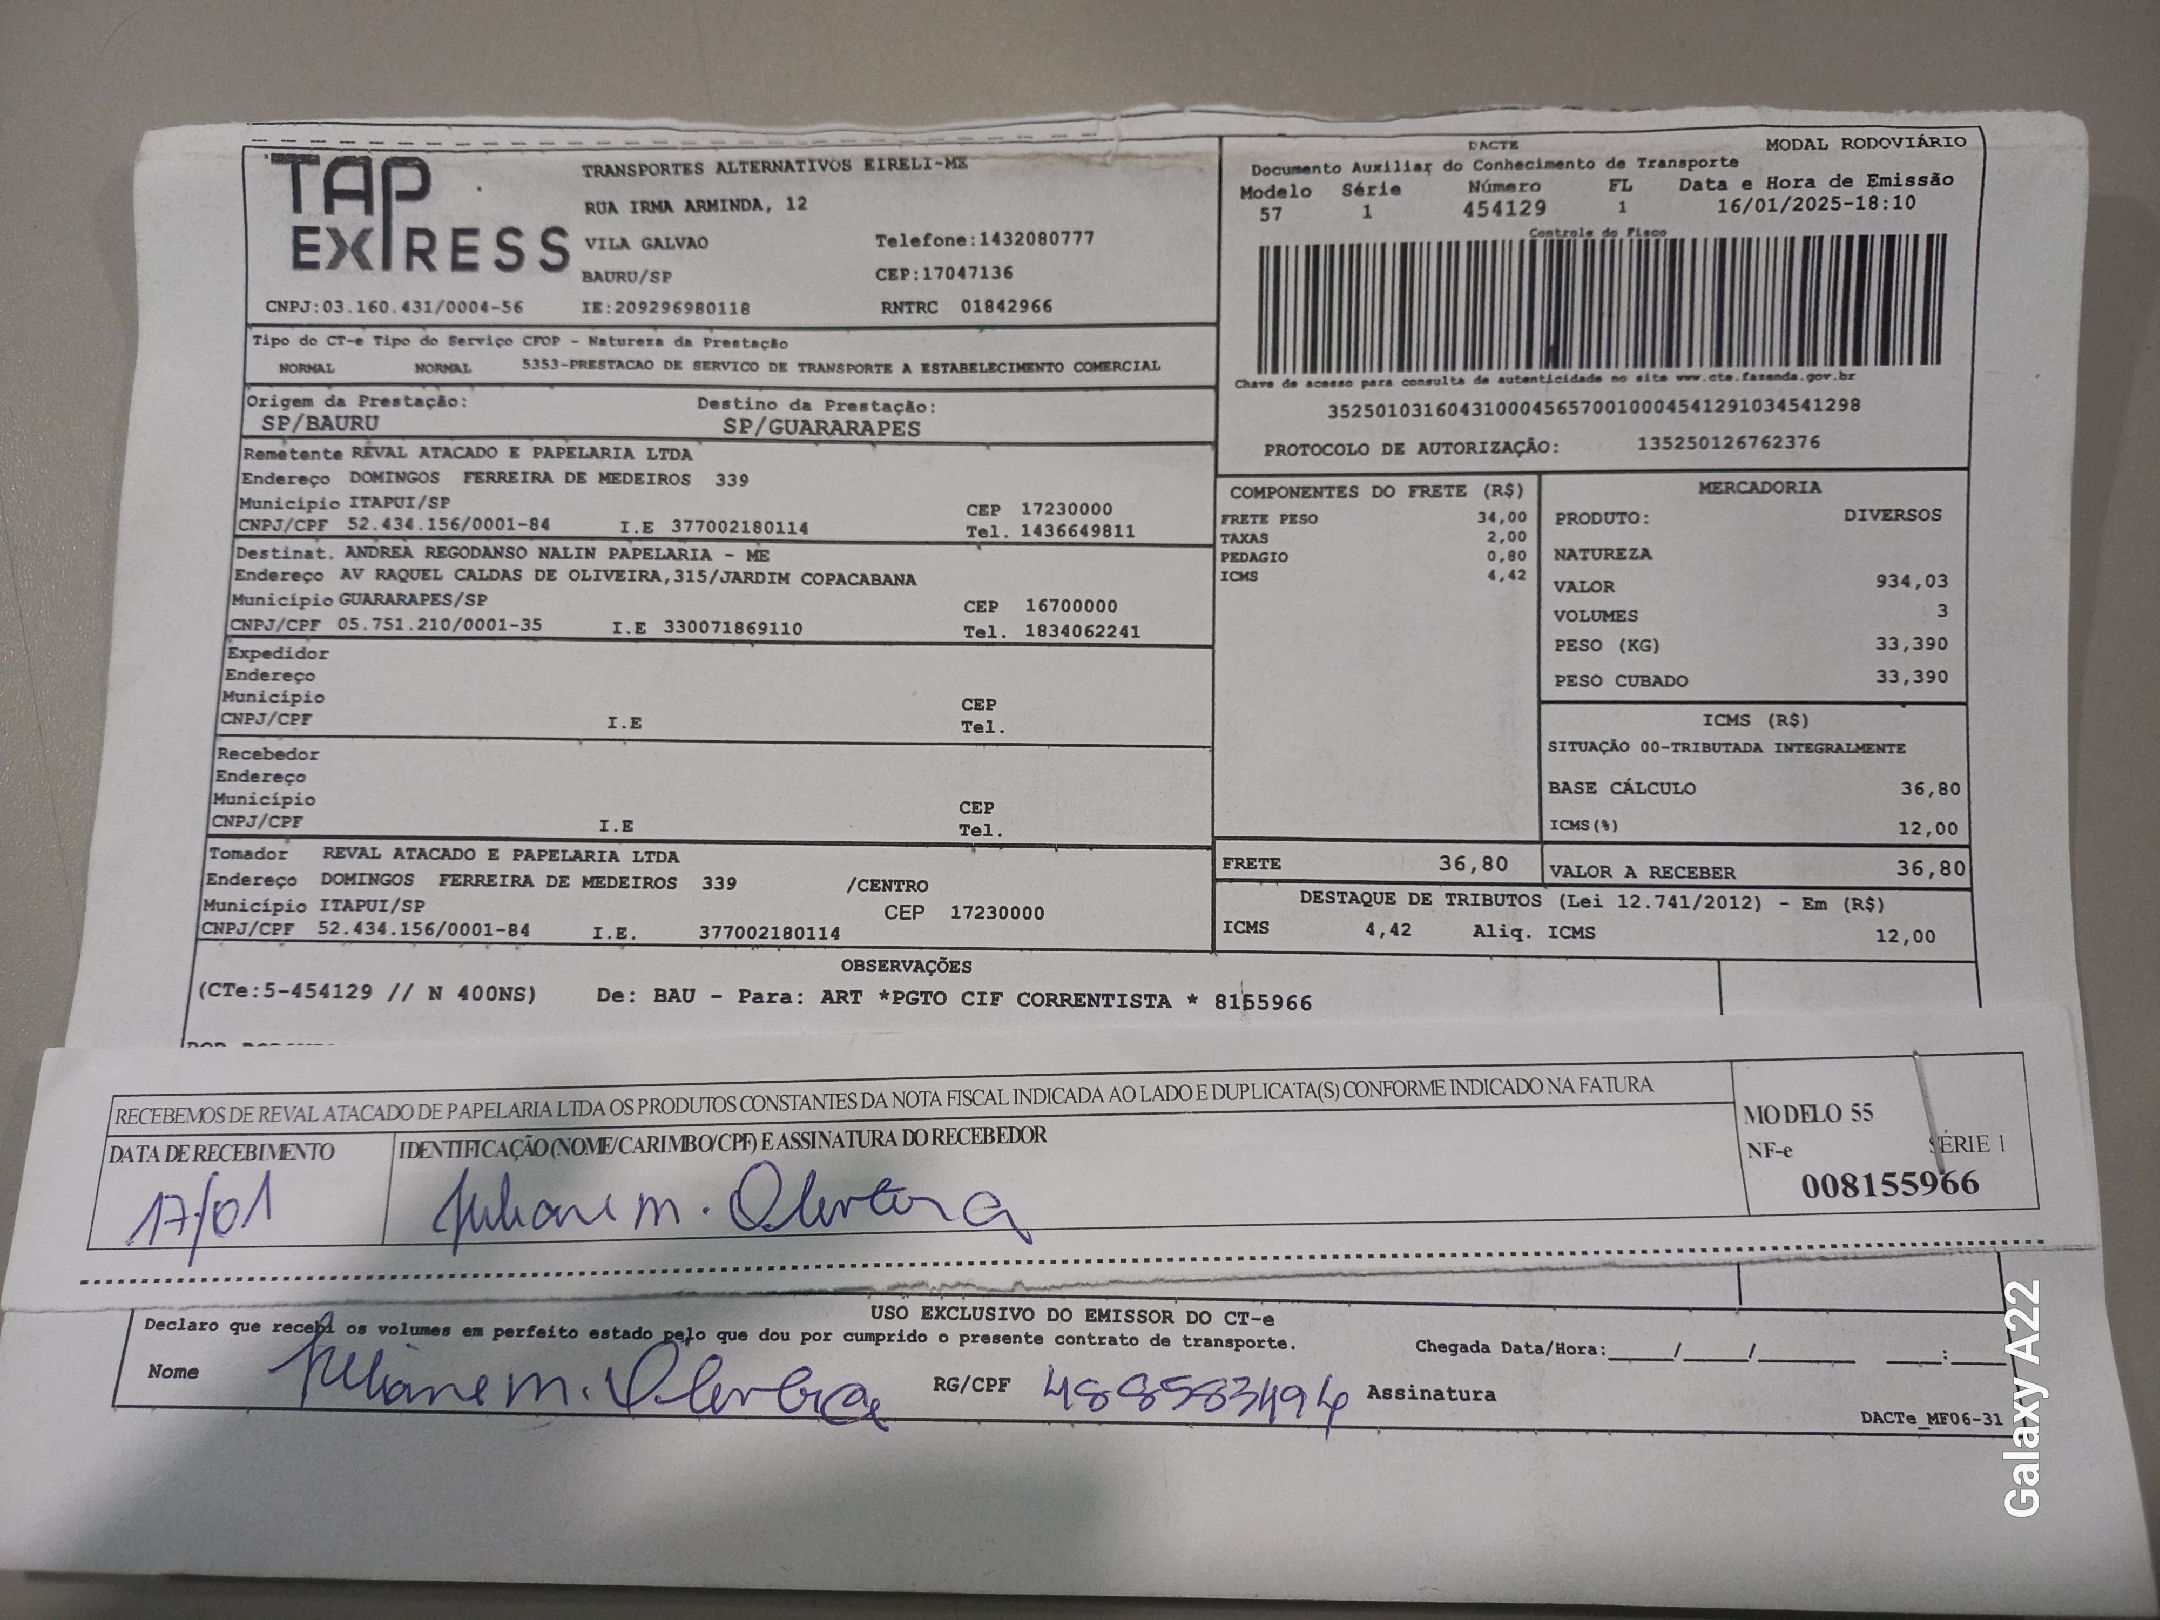 TAP EXPRESS
TRANSPORTES ALTERNATIVOS EIRELI-ME
RUA IRMA ARMINDA, 12
VILA GALVAO Telefone:1432080777
BAURU/SP CEP:17047136
CNPJ:03.160.431/0004-56 IE:209296980118 RNTRC 01842966
DACTE MODAL RODOVIÁRIO
Documento Auxiliar do Conhecimento de Transporte
Modelo Série Número FL Data e Hora de Emissão
57 1 454129 1 16/01/2025-18:10
Controle do Fisco
Chave de acesso para consulta de autenticidade no site www.cte.fazenda.gov.br
35250103160431000456570010004541291034541298
PROTOCOLO DE AUTORIZAÇÃO: 135250126762376
Tipo do CT-e Tipo do Serviço CFOP - Natureza da Prestação
NORMAL NORMAL 5353-PRESTACAO DE SERVICO DE TRANSPORTE A ESTABELECIMENTO COMERCIAL
Origem da Prestação: Destino da Prestação:
SP/BAURU SP/GUARARAPES
Remetente REVAL ATACADO E PAPELARIA LTDA
Endereço DOMINGOS FERREIRA DE MEDEIROS 339
Município ITAPUI/SP CEP 17230000
CNPJ/CPF 52.434.156/0001-84 I.E 377002180114 Tel. 1436649811
Destinat. ANDREA REGODANSO NALIN PAPELARIA - ME
Endereço AV RAQUEL CALDAS DE OLIVEIRA,315/JARDIM COPACABANA
Município GUARARAPES/SP CEP 16700000
CNPJ/CPF 05.751.210/0001-35 I.E 330071869110 Tel. 1834062241
Expedidor
Endereço
Município CEP
CNPJ/CPF I.E Tel.
Recebedor
Endereço
Município CEP
CNPJ/CPF I.E Tel.
Tomador REVAL ATACADO E PAPELARIA LTDA
Endereço DOMINGOS FERREIRA DE MEDEIROS 339 /CENTRO
Município ITAPUI/SP CEP 17230000
CNPJ/CPF 52.434.156/0001-84 I.E. 377002180114
COMPONENTES DO FRETE (R$)
FRETE PESO 34,00
TAXAS 2,00
PEDAGIO 0,80
ICMS 4,42
MERCADORIA
PRODUTO: DIVERSOS
NATUREZA
VALOR 934,03
VOLUMES 3
PESO (KG) 33,390
PESO CUBADO 33,390
ICMS (R$)
SITUAÇÃO 00-TRIBUTADA INTEGRALMENTE
BASE CÁLCULO 36,80
ICMS(%) 12,00
FRETE 36,80 VALOR A RECEBER 36,80
DESTAQUE DE TRIBUTOS (Lei 12.741/2012) - Em (R$)
ICMS 4,42 Aliq. ICMS 12,00
OBSERVAÇÕES
(CTe:5-454129 // N 400NS) De: BAU - Para: ART *PGTO CIF CORRENTISTA * 8155966
RECEBEMOS DE REVAL ATACADO DE PAPELARIA LTDA OS PRODUTOS CONSTANTES DA NOTA FISCAL INDICADA AO LADO E DUPLICATA(S) CONFORME INDICADO NA FATURA
DATA DE RECEBIMENTO IDENTIFICAÇÃO (NOME/CARIMBO/CPF) E ASSINATURA DO RECEBEDOR
17/01 Juliane m. Oliveira
MODELO 55
NF-e SÉRIE 1
008155966
USO EXCLUSIVO DO EMISSOR DO CT-e
Declaro que recebi os volumes em perfeito estado pelo que dou por cumprido o presente contrato de transporte.
Chegada Data/Hora:____/____/____ ___:___
Nome Juliane m. Oliveira RG/CPF 488583494 Assinatura
DACTe_MF06-31
Galaxy A22